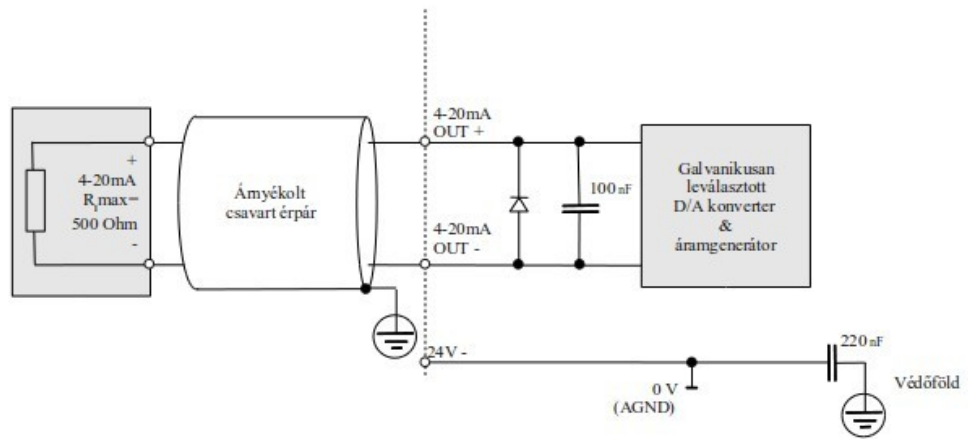 +
4-20mA
Rimax=
500 Ohm
-
Árnyékolt
csavart érpár
4-20mA
OUT +
4-20mA
OUT -
100 nF
Galvanikusan
leválasztott
D/A konverter
&
áramgenerátor
24V -
0 V
(AGND)
220 nF
Védőföld